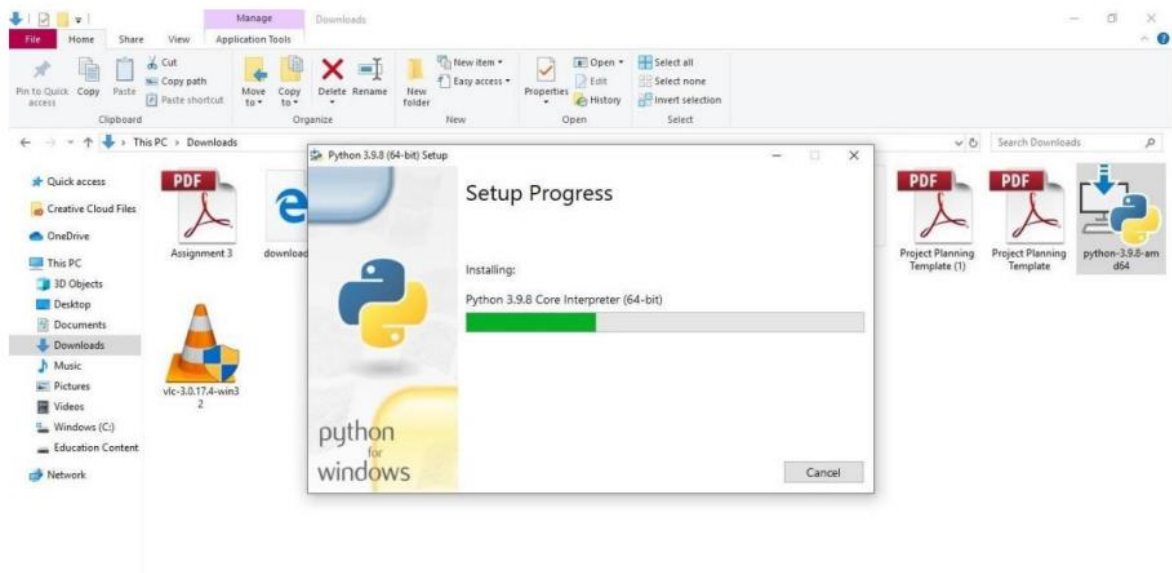 Manage
Downloads
File
Home
Share
View
Application Tools
Pin to Quick access
Copy
Paste
Cut
Copy path
Paste shortcut
Clipboard
Move to
Copy to
Delete
Rename
Organize
New folder
New item
Easy access
New
Properties
Open
Edit
History
Open
Select all
Select none
Invert selection
Select
This PC
Downloads
Search Downloads
Quick access
Creative Cloud Files
OneDrive
This PC
3D Objects
Desktop
Documents
Downloads
Music
Pictures
Videos
Windows (C:)
Education Content
Network
PDF
Assignment 3
download
vlc-3.0.17.4-win3
2
Python 3.9.8 (64-bit) Setup
Setup Progress
Installing:
Python 3.9.8 Core Interpreter (64-bit)
python
for
windows
Cancel
PDF
Project Planning
Template (1)
PDF
Project Planning
Template
python-3.9.8-am
d64